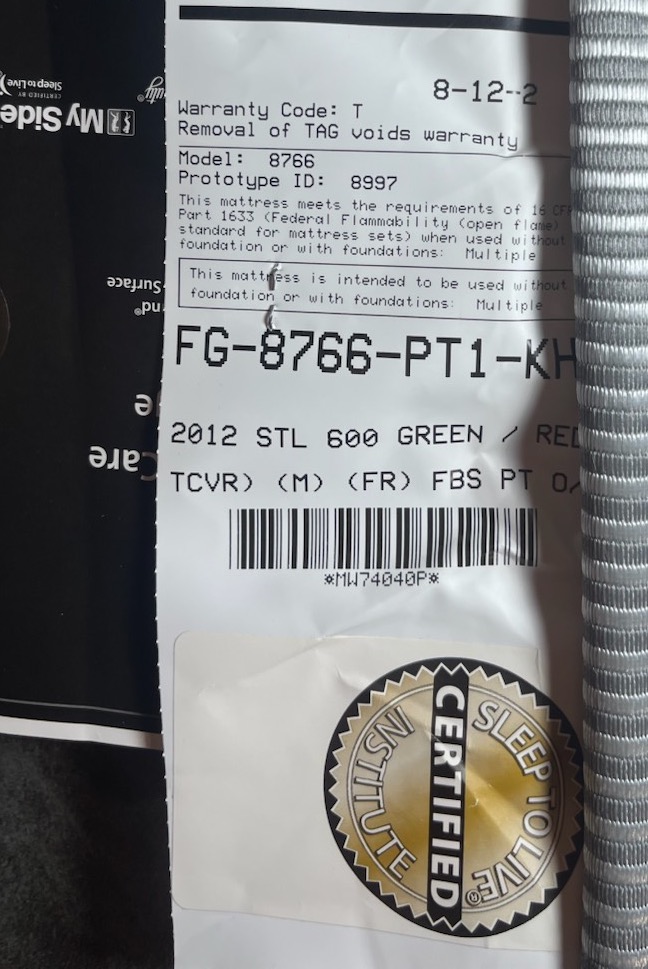 8-12--2
Warranty Code: T
Removal of TAG voids warranty
Model: 8766
Prototype ID: 8997
This mattress meets the requirements of 16 CFR
Part 1633 (Federal Flammability (open flame)
standard for mattress sets) when used without
foundation or with foundations: Multiple
This mattress is intended to be used without
foundation or with foundations: Multiple
FG-8766-PT1-KH
2012 STL 600 GREEN / RED
TCVR) (M) (FR) FBS PT O/
*MW74040P*
SLEEP TO LIVE®
CERTIFIED
INSTITUTE
My Side
CERTIFIED BY
Sleep to Live
Surface
Care